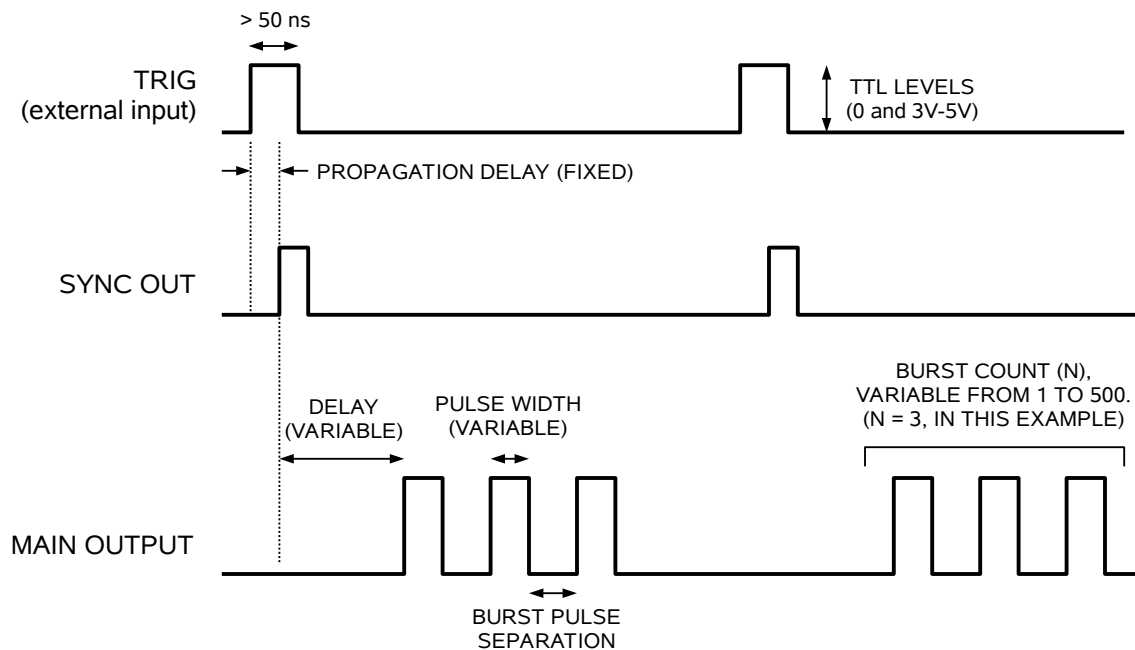 > 50 ns
TRIG
(external input)
TTL LEVELS
(0 and 3V-5V)
PROPAGATION DELAY (FIXED)
SYNC OUT
BURST COUNT (N),
VARIABLE FROM 1 TO 500.
(N = 3, IN THIS EXAMPLE)
DELAY
(VARIABLE)
PULSE WIDTH
(VARIABLE)
MAIN OUTPUT
BURST PULSE
SEPARATION